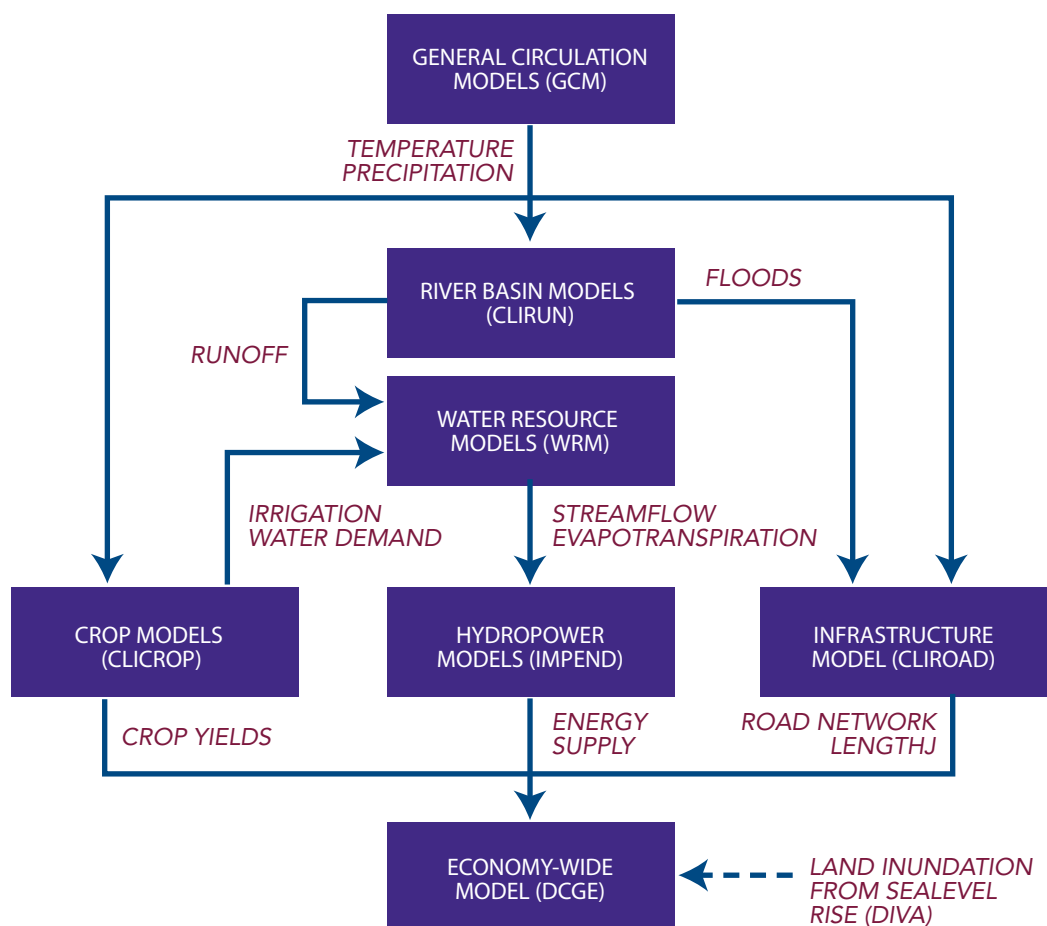 GENERAL CIRCULATION
MODELS (GCM)
TEMPERATURE
PRECIPITATION
RIVER BASIN MODELS
(CLIRUN)
FLOODS
RUNOFF
WATER RESOURCE
MODELS (WRM)
IRRIGATION
WATER DEMAND
STREAMFLOW
EVAPOTRANSPIRATION
CROP MODELS
(CLICROP)
HYDROPOWER
MODELS (IMPEND)
INFRASTRUCTURE
MODEL (CLIROAD)
CROP YIELDS
ENERGY
SUPPLY
ROAD NETWORK
LENGTHJ
ECONOMY-WIDE
MODEL (DCGE)
LAND INUNDATION
FROM SEALEVEL
RISE (DIVA)